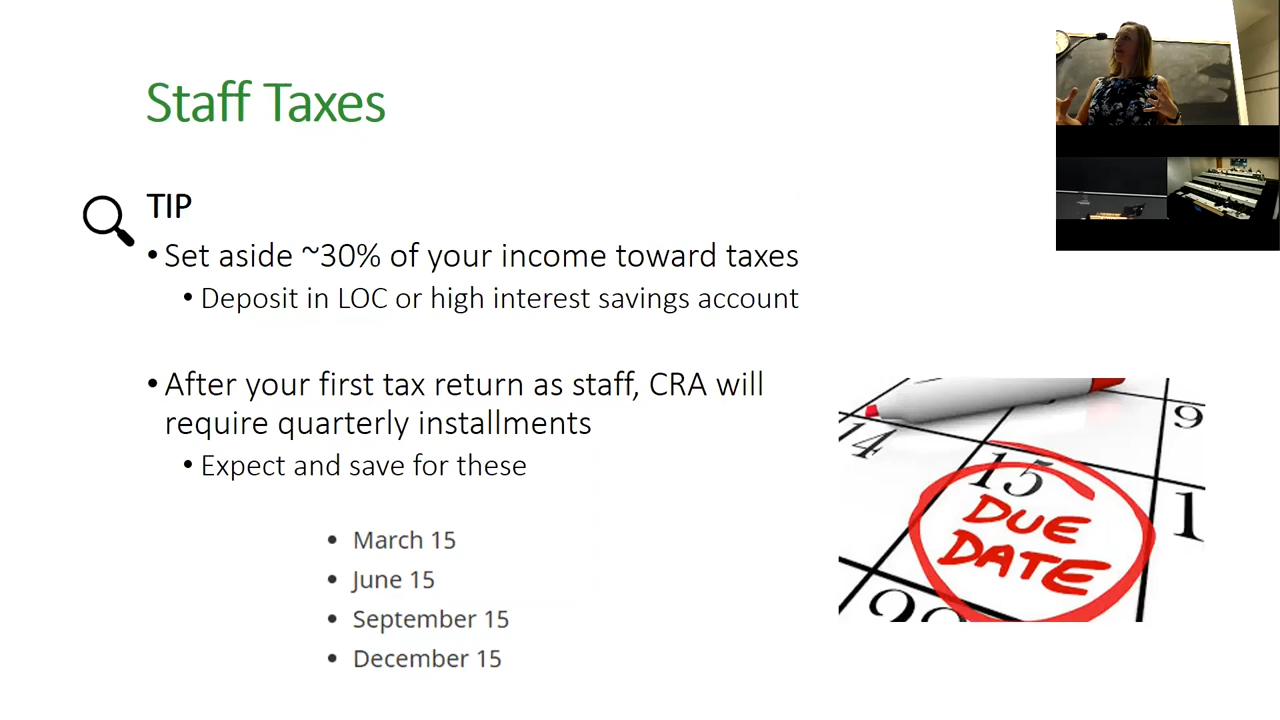 Staff Taxes
TIP
• Set aside ~30% of your income toward taxes
• Deposit in LOC or high interest savings account
• After your first tax return as staff, CRA will
require quarterly installments
• Expect and save for these
• March 15
• June 15
• September 15
• December 15
9
14
15
1
DUE
DATE
22